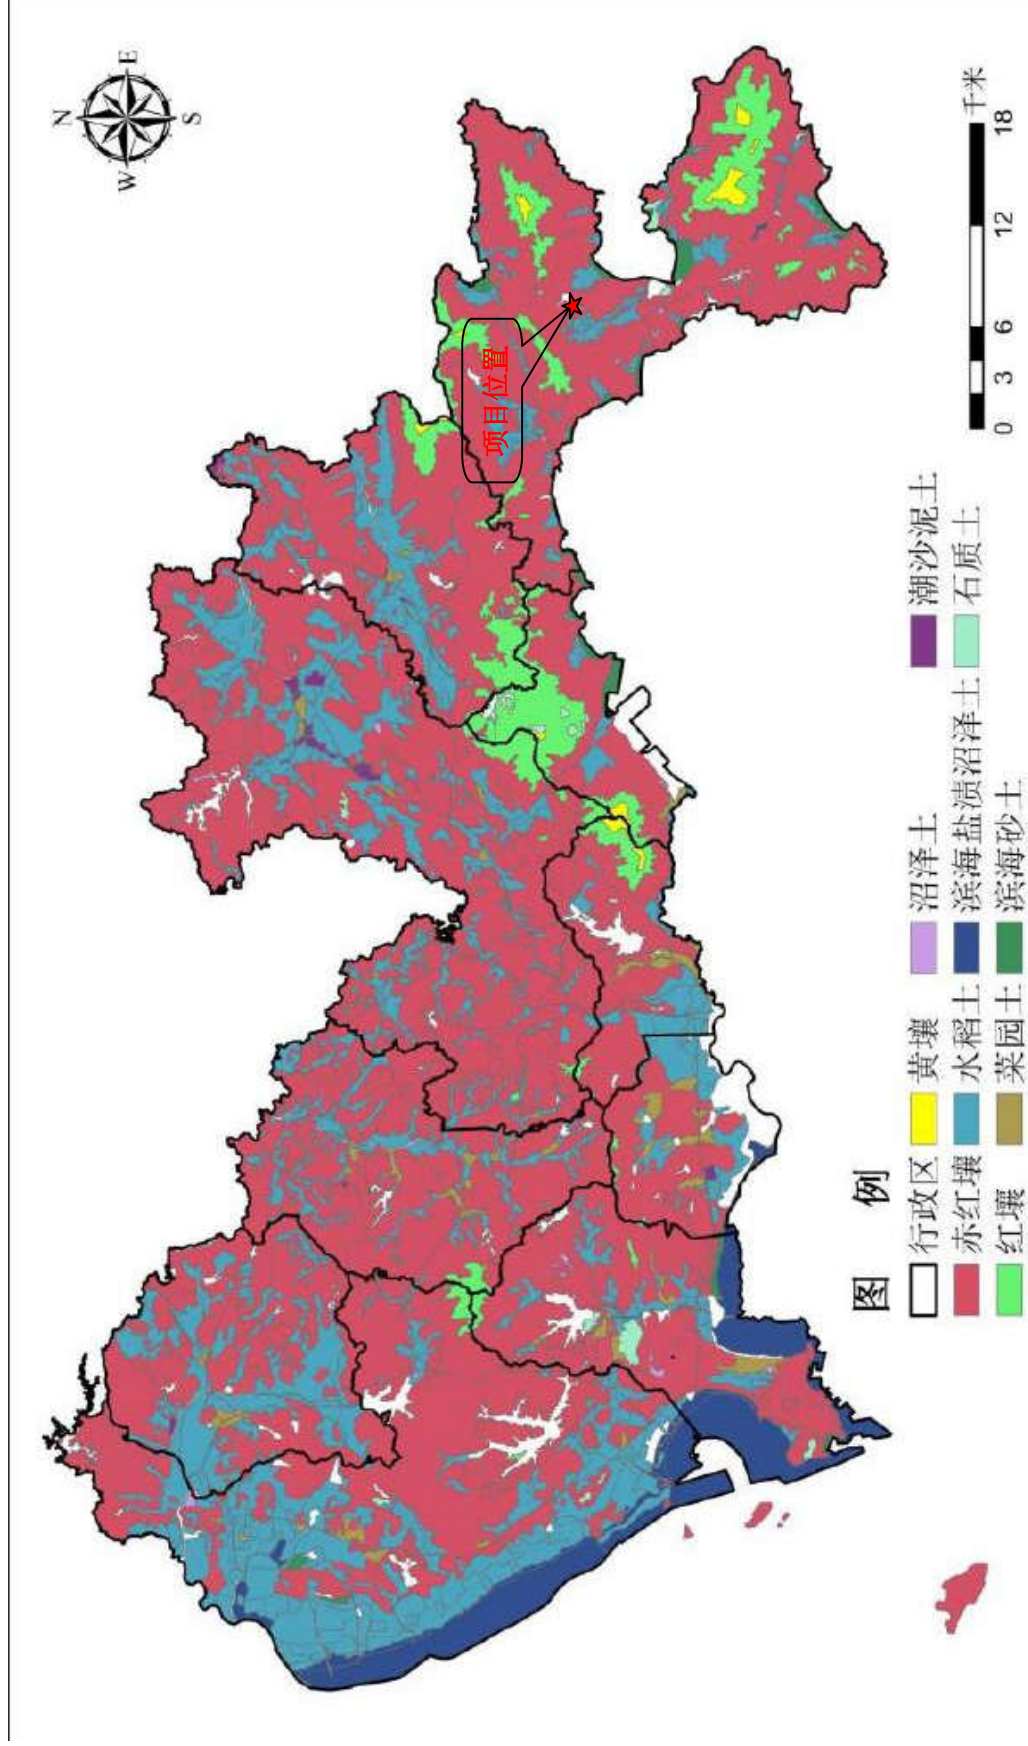 N
E
W
S
项目位置
0 3 6 12 18 千米
图 例
行政区 黄壤 沼泽土 潮沙泥土
赤红壤 水稻土 滨海盐渍沼泽土 石质土
红壤 菜园土 滨海砂土